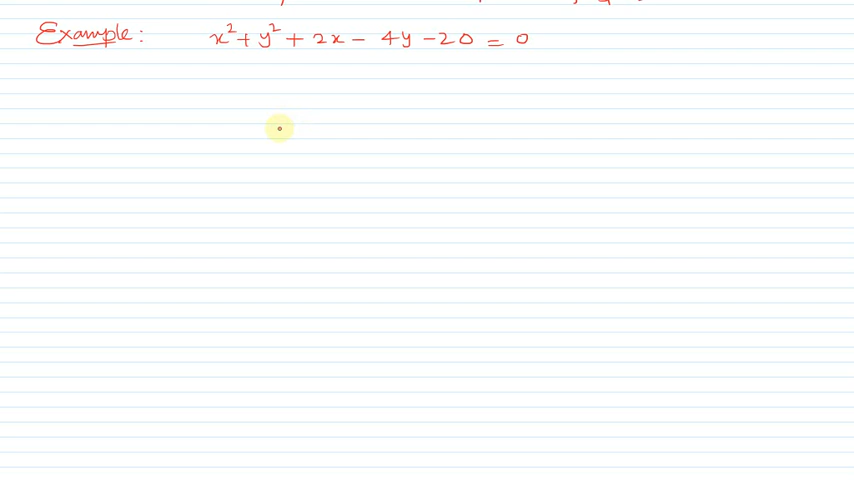 Example: x² + y² + 2x - 4y - 20 = 0